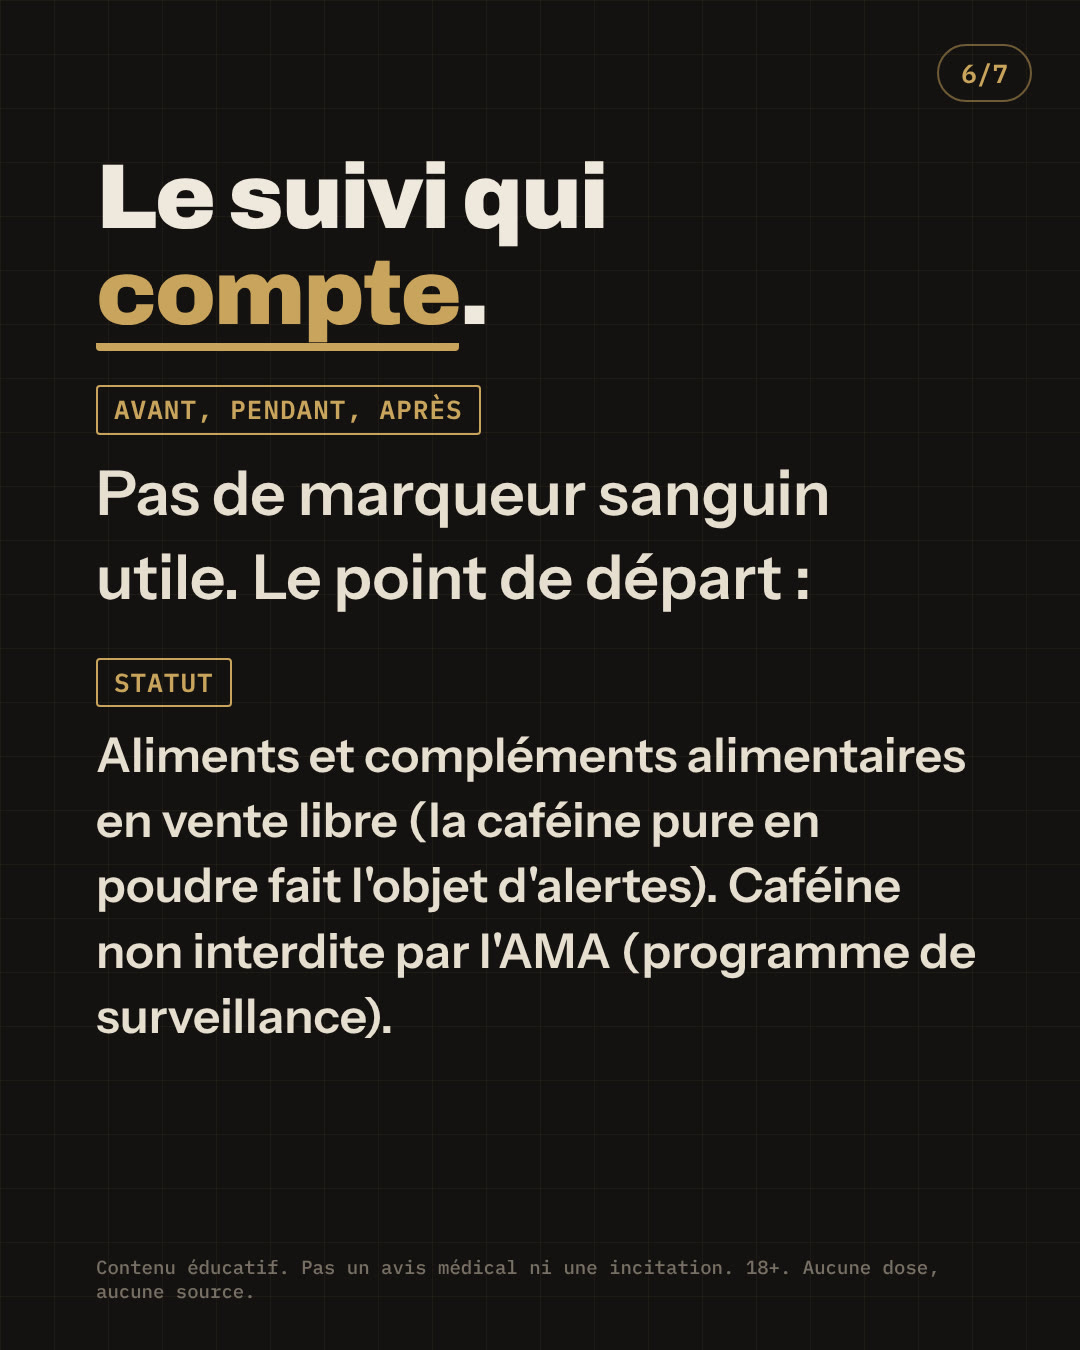 6/7
Le suivi qui
compte.
AVANT, PENDANT, APRÈS
Pas de marqueur sanguin
utile. Le point de départ :
STATUT
Aliments et compléments alimentaires
en vente libre (la caféine pure en
poudre fait l'objet d'alertes). Caféine
non interdite par l'AMA (programme de
surveillance).
Contenu éducatif. Pas un avis médical ni une incitation. 18+. Aucune dose,
aucune source.